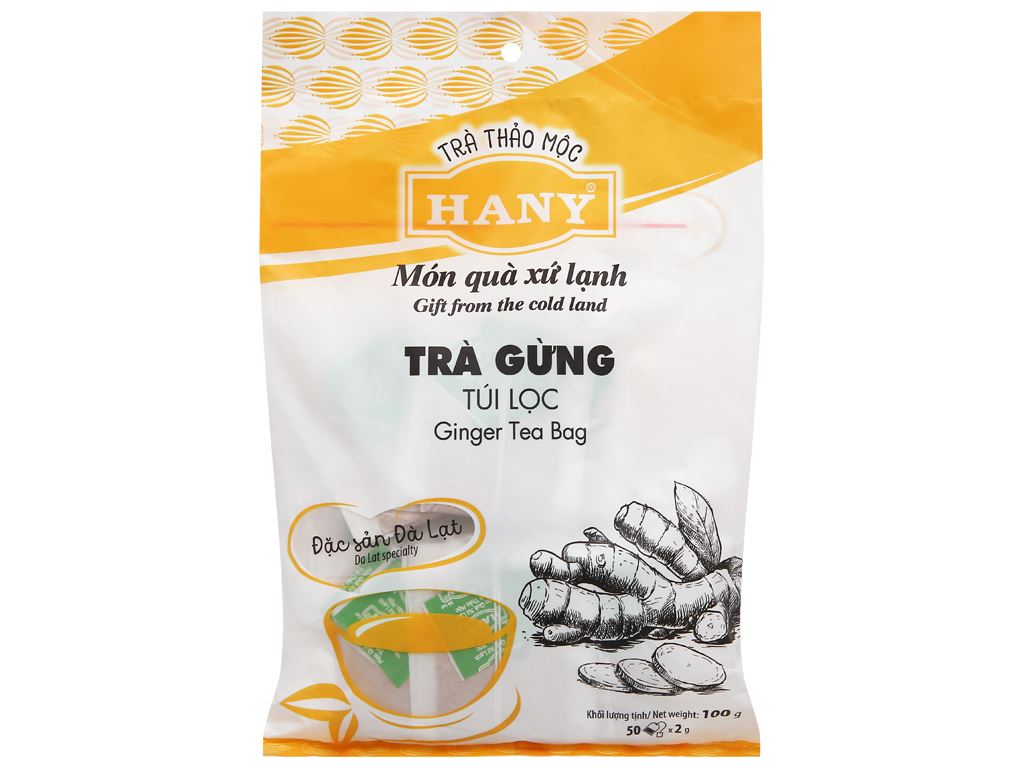 TRÀ THẢO MỘC
HANY®
Món quà xứ lạnh
Gift from the cold land
TRÀ GỪNG
TÚI LỌC
Ginger Tea Bag
Đặc sản Đà Lạt
Da Lat specialty
Khối lượng tịnh/ Net weight: 100 g
50 x 2 g